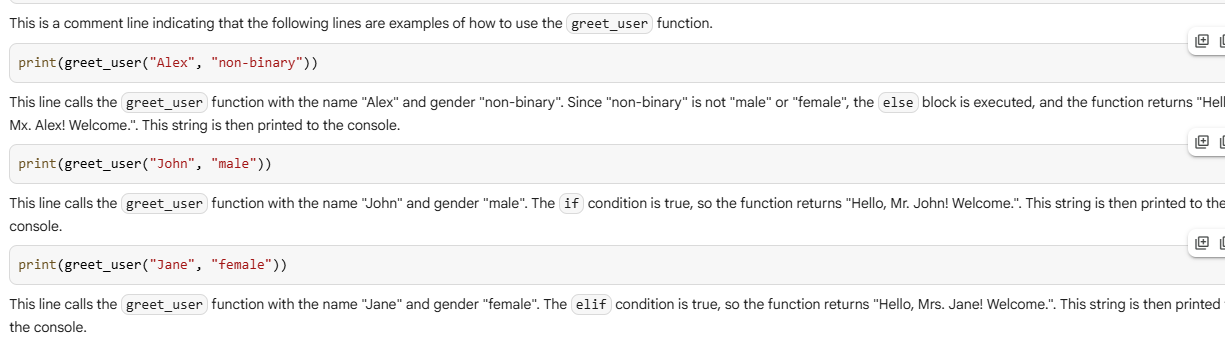 This is a comment line indicating that the following lines are examples of how to use the greet_user function.
print(greet_user("Alex", "non-binary"))
This line calls the greet_user function with the name "Alex" and gender "non-binary". Since "non-binary" is not "male" or "female", the else block is executed, and the function returns "Hell
Mx. Alex! Welcome.". This string is then printed to the console.
print(greet_user("John", "male"))
This line calls the greet_user function with the name "John" and gender "male". The if condition is true, so the function returns "Hello, Mr. John! Welcome.". This string is then printed to the
console.
print(greet_user("Jane", "female"))
This line calls the greet_user function with the name "Jane" and gender "female". The elif condition is true, so the function returns "Hello, Mrs. Jane! Welcome.". This string is then printed
the console.